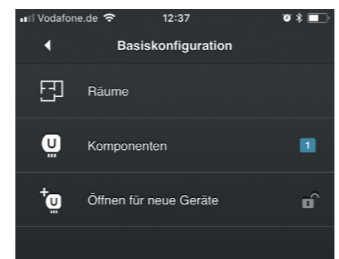 Vodafone.de 12:37
Basiskonfiguration
Räume
Komponenten 1
Öffnen für neue Geräte